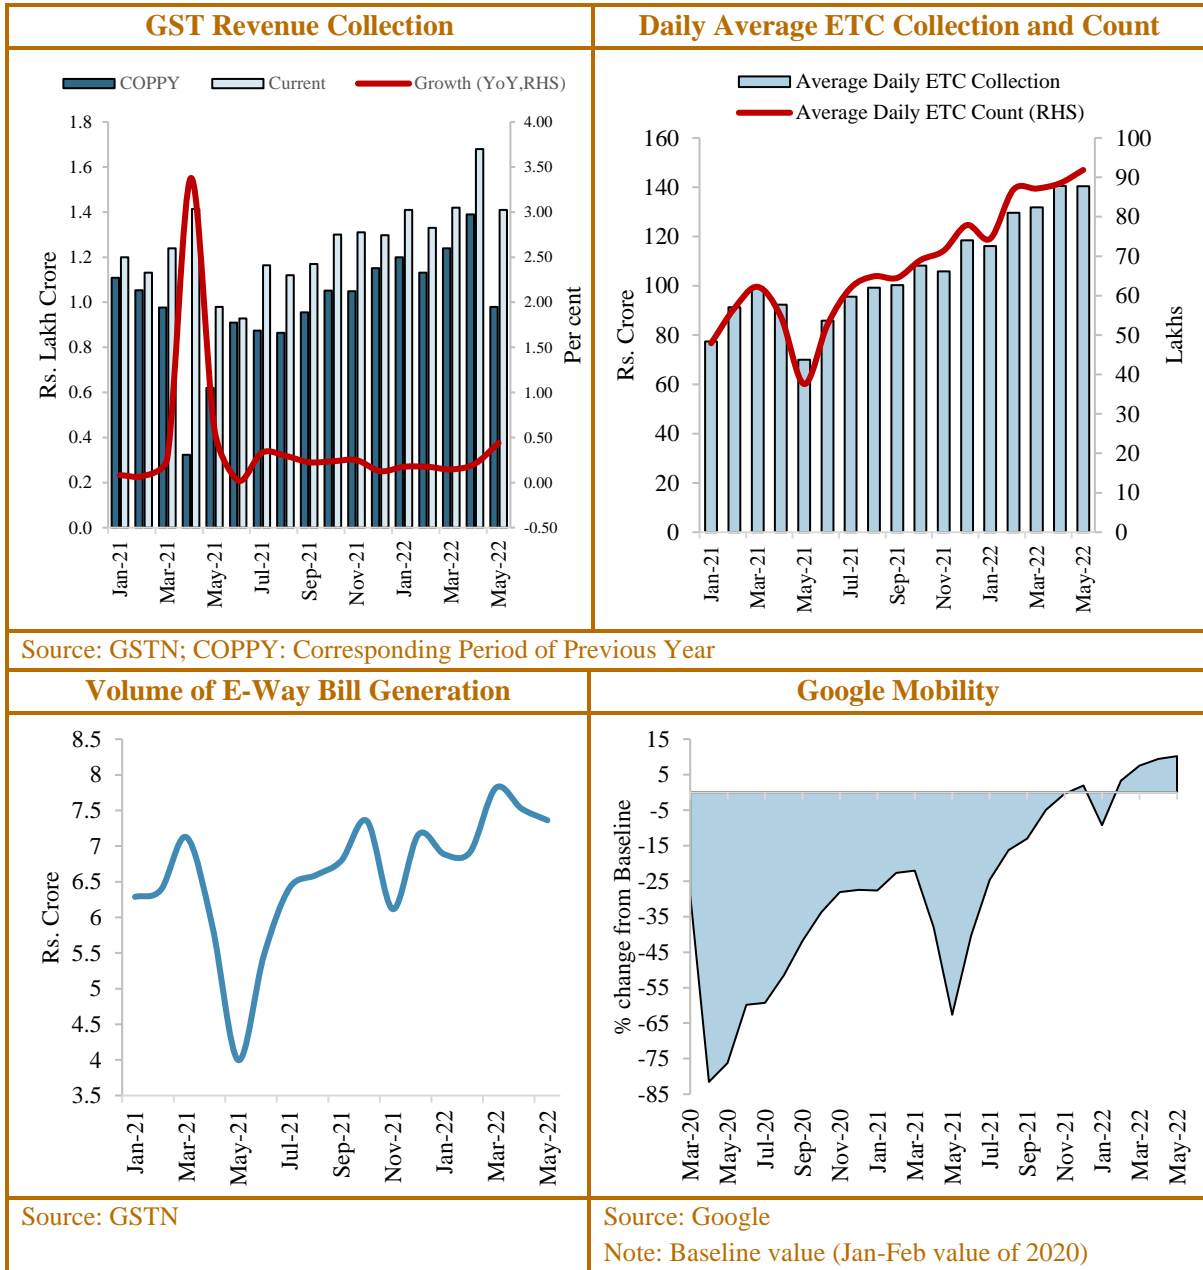 GST Revenue Collection
COPPY
Current
Growth (YoY,RHS)
Rs. Lakh Crore
1.8
1.6
1.4
1.2
1.0
0.8
0.6
0.4
0.2
0.0
4.00
3.50
3.00
2.50
2.00
1.50
1.00
0.50
0.00
-0.50
Per cent
Jan-21
Mar-21
May-21
Jul-21
Sep-21
Nov-21
Jan-22
Mar-22
May-22
Daily Average ETC Collection and Count
Average Daily ETC Collection
Average Daily ETC Count (RHS)
Rs. Crore
160
140
120
100
80
60
40
20
0
100
90
80
70
60
50
40
30
20
10
0
Lakhs
Jan-21
Mar-21
May-21
Jul-21
Sep-21
Nov-21
Jan-22
Mar-22
May-22
Source: GSTN; COPPY: Corresponding Period of Previous Year
Volume of E-Way Bill Generation
Rs. Crore
8.5
8
7.5
7
6.5
6
5.5
5
4.5
4
3.5
Jan-21
Mar-21
May-21
Jul-21
Sep-21
Nov-21
Jan-22
Mar-22
May-22
Source: GSTN
Google Mobility
% change from Baseline
15
5
-5
-15
-25
-35
-45
-55
-65
-75
-85
Mar-20
May-20
Jul-20
Sep-20
Nov-20
Jan-21
Mar-21
May-21
Jul-21
Sep-21
Nov-21
Jan-22
Mar-22
May-22
Source: Google
Note: Baseline value (Jan-Feb value of 2020)